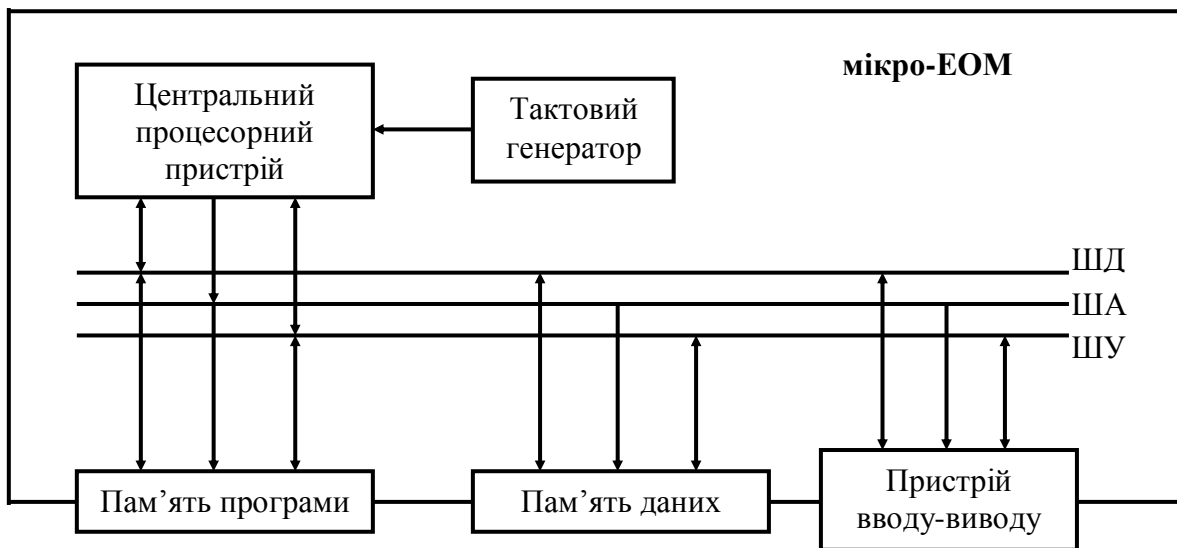 мікро-ЕОМ
Центральний
процесорний
пристрій
Тактовий
генератор
ШД
ША
ШУ
Пам’ять програми
Пам’ять даних
Пристрій
вводу-виводу